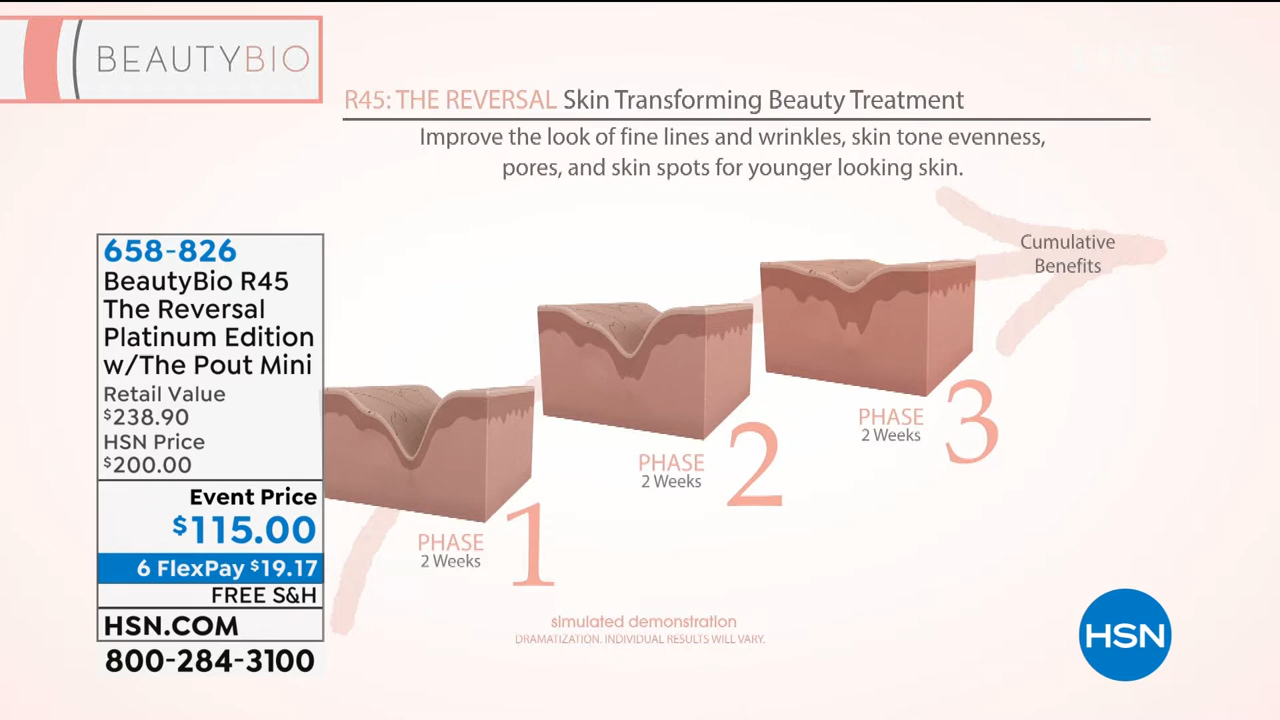 BEAUTYBIO
R45: THE REVERSAL Skin Transforming Beauty Treatment
Improve the look of fine lines and wrinkles, skin tone evenness,
pores, and skin spots for younger looking skin.
Cumulative
Benefits
658-826
BeautyBio R45
The Reversal
Platinum Edition
w/The Pout Mini
Retail Value
$238.90
HSN Price
$200.00
Event Price
$115.00
6 FlexPay $19.17
FREE S&H
HSN.COM
800-284-3100
PHASE 1
2 Weeks
PHASE 2
2 Weeks
PHASE 3
2 Weeks
simulated demonstration
DRAMATIZATION. INDIVIDUAL RESULTS WILL VARY.
HSN